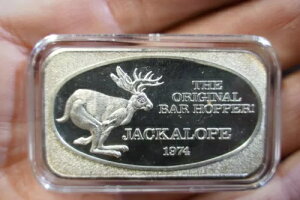 THE
ORIGINAL
BAR HOPPER:
JACKALOPE
1974